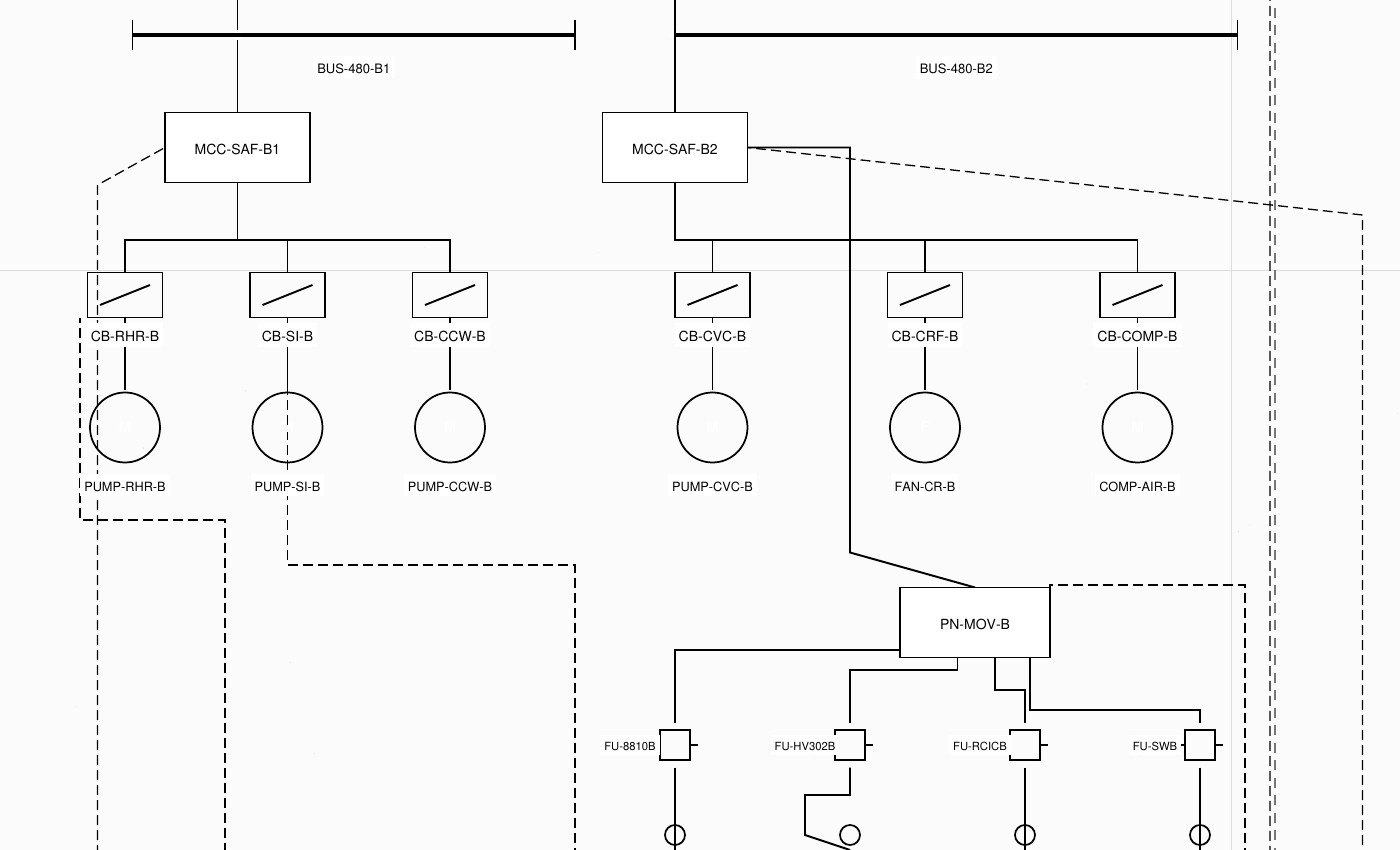 BUS-480-B1
BUS-480-B2
MCC-SAF-B1
MCC-SAF-B2
CB-RHR-B
CB-SI-B
CB-CCW-B
CB-CVC-B
CB-CRF-B
CB-COMP-B
PUMP-RHR-B
PUMP-SI-B
PUMP-CCW-B
PUMP-CVC-B
FAN-CR-B
COMP-AIR-B
PN-MOV-B
FU-8810B
FU-HV302B
FU-RCICB
FU-SWB